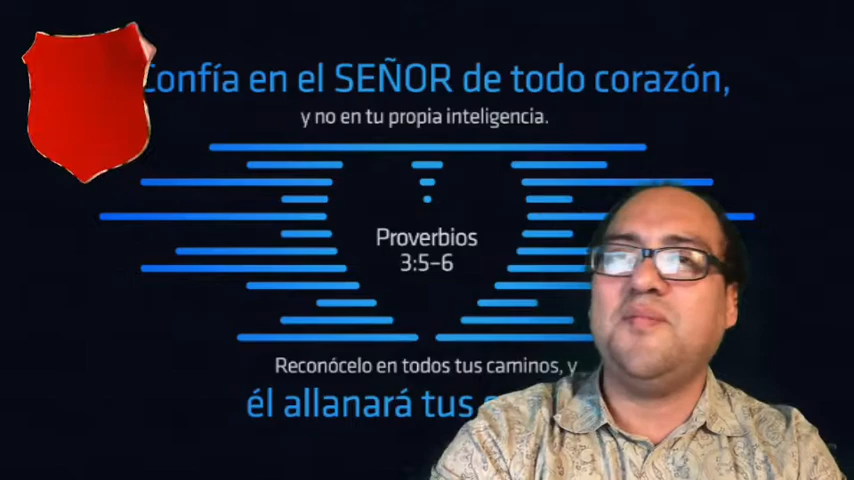 Confía en el SEÑOR de todo corazón,
y no en tu propia inteligencia.
Proverbios
3:5-6
Reconócelo en todos tus caminos, y
él allanará tus